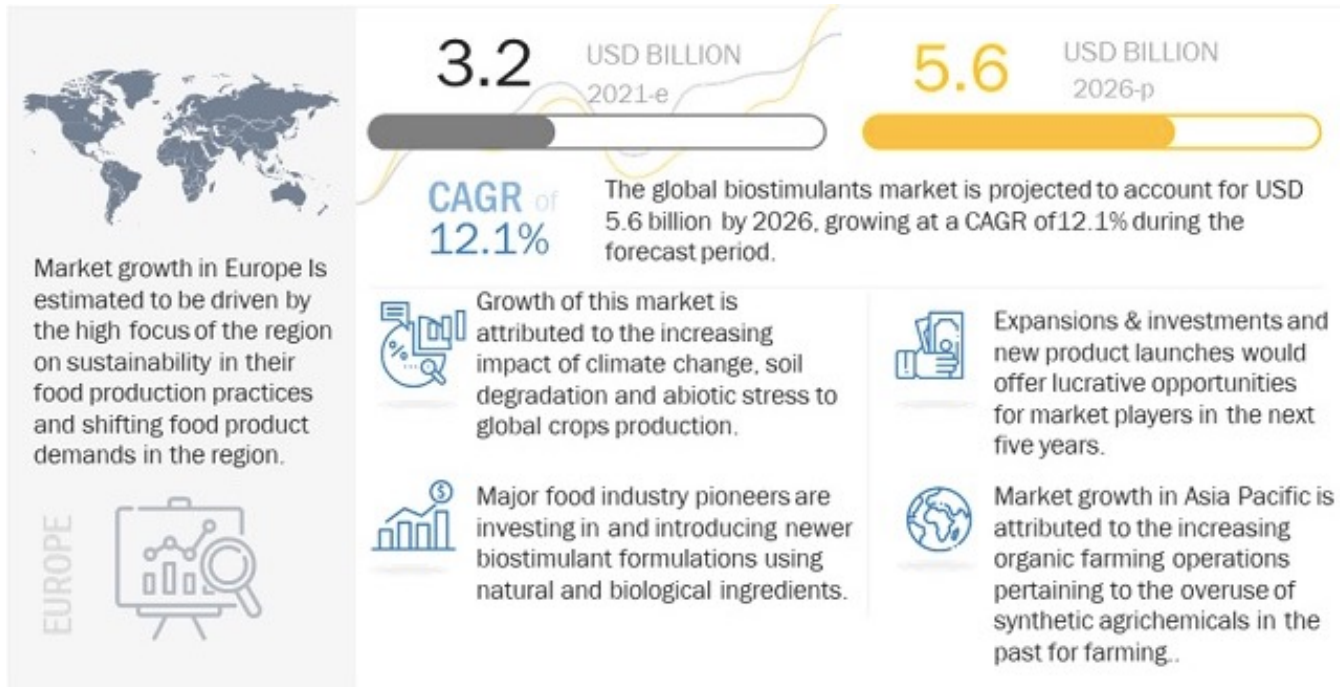 3.2
USD BILLION
2021-e
5.6
USD BILLION
2026-p
CAGR of
12.1%
The global biostimulants market is projected to account for USD
5.6 billion by 2026, growing at a CAGR of12.1% during the
forecast period.
Market growth in Europe Is
estimated to be driven by
the high focus of the region
on sustainability in their
food production practices
and shifting food product
demands in the region.
EUROPE
Growth of this market is
attributed to the increasing
impact of climate change, soil
degradation and abiotic stress to
global crops production.
Expansions & investments and
new product launches would
offer lucrative opportunities
for market players in the next
five years.
Major food industry pioneers are
investing in and introducing newer
biostimulant formulations using
natural and biological ingredients.
Market growth in Asia Pacific is
attributed to the increasing
organic farming operations
pertaining to the overuse of
synthetic agrichemicals in the
past for farming..